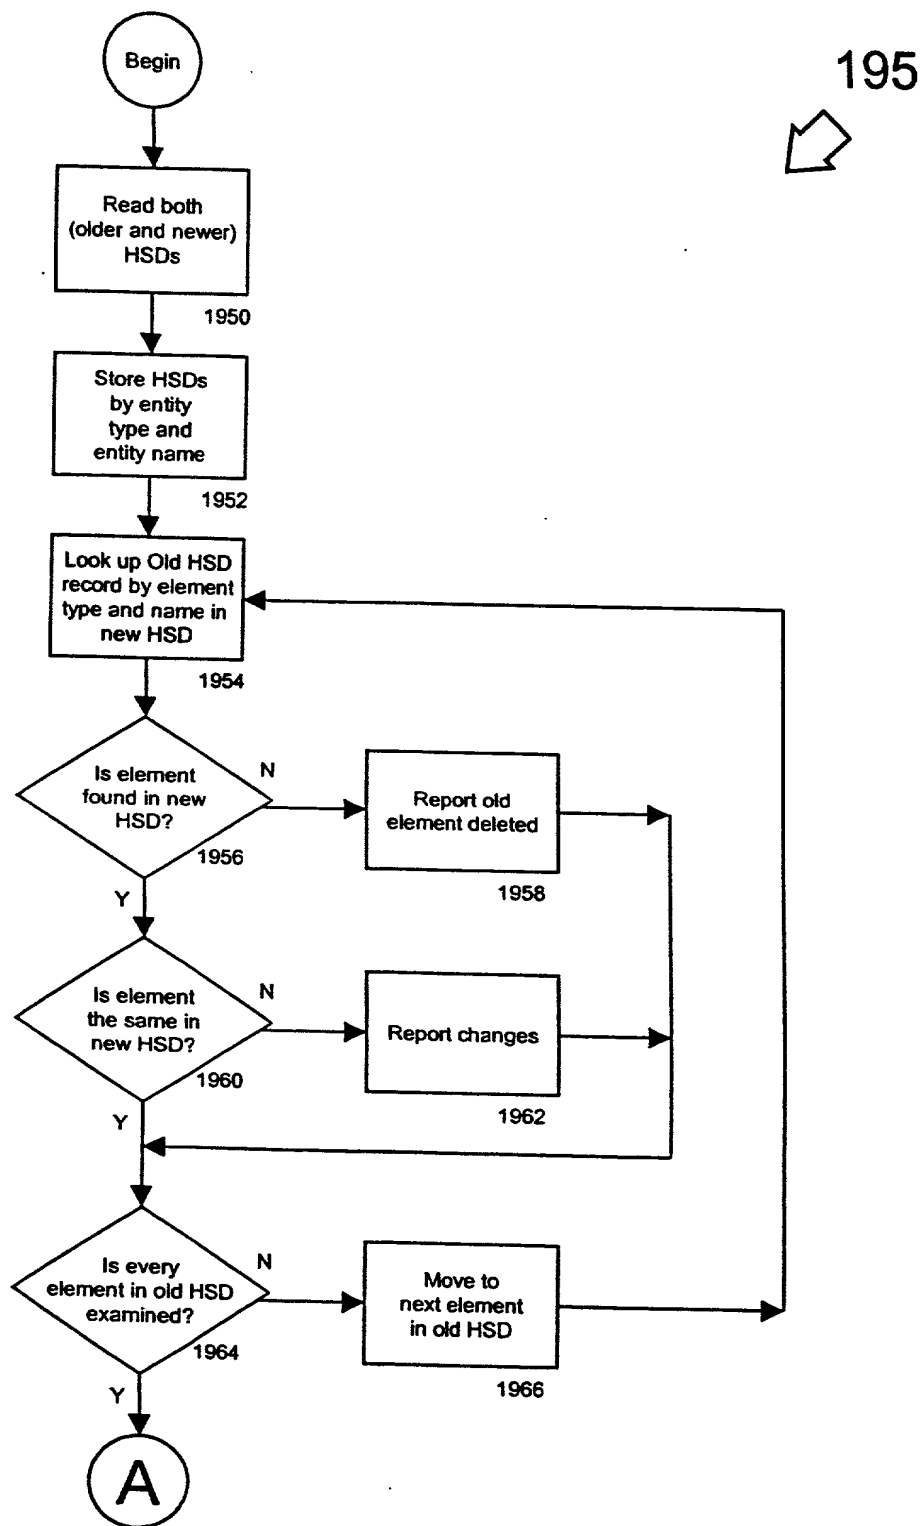 Begin
195
Read both
(older and newer)
HSDs
1950
Store HSDs
by entity
type and
entity name
1952
Look up Old HSD
record by element
type and name in
new HSD
1954
Is element
found in new
HSD?
1956
N
Y
Report old
element deleted
1958
Is element
the same in
new HSD?
1960
N
Y
Report changes
1962
Is every
element in old HSD
examined?
1964
N
Y
Move to
next element
in old HSD
1966
A